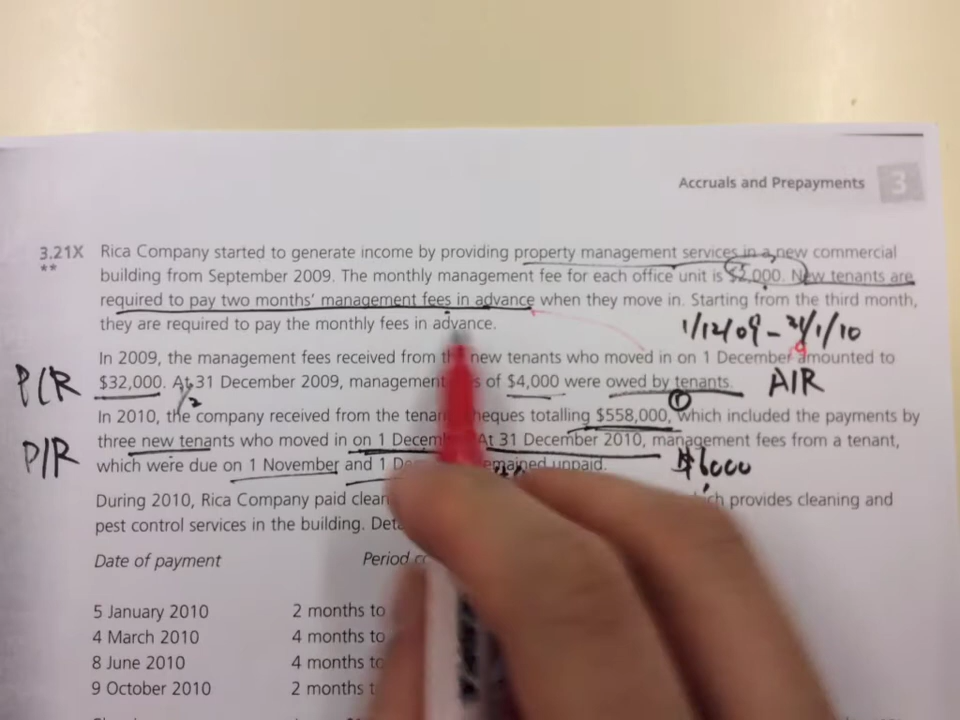 Accruals and Prepayments 3
3.21X Rica Company started to generate income by providing property management services in a new commercial
** building from September 2009. The monthly management fee for each office unit is $2,000. New tenants are
required to pay two months' management fees in advance when they move in. Starting from the third month,
they are required to pay the monthly fees in advance.
1/12/09 - 31/1/10
In 2009, the management fees received from the new tenants who moved in on 1 December amounted to
$32,000. At 31 December 2009, management of $4,000 were owed by tenants.
AIR
1/2
In 2010, the company received from the cheques totalling $558,000, which included the payments by
P/R three new tenants who moved in on 1 At 31 December 2010, management fees from a tenant,
which were due on 1 November and 1 remained unpaid.
During 2010, Rica Company paid which provides cleaning and
pest control services in the building.
Date of payment Period
5 January 2010 2 months to
4 March 2010 4 months to
8 June 2010 4 months to
9 October 2010 2 months